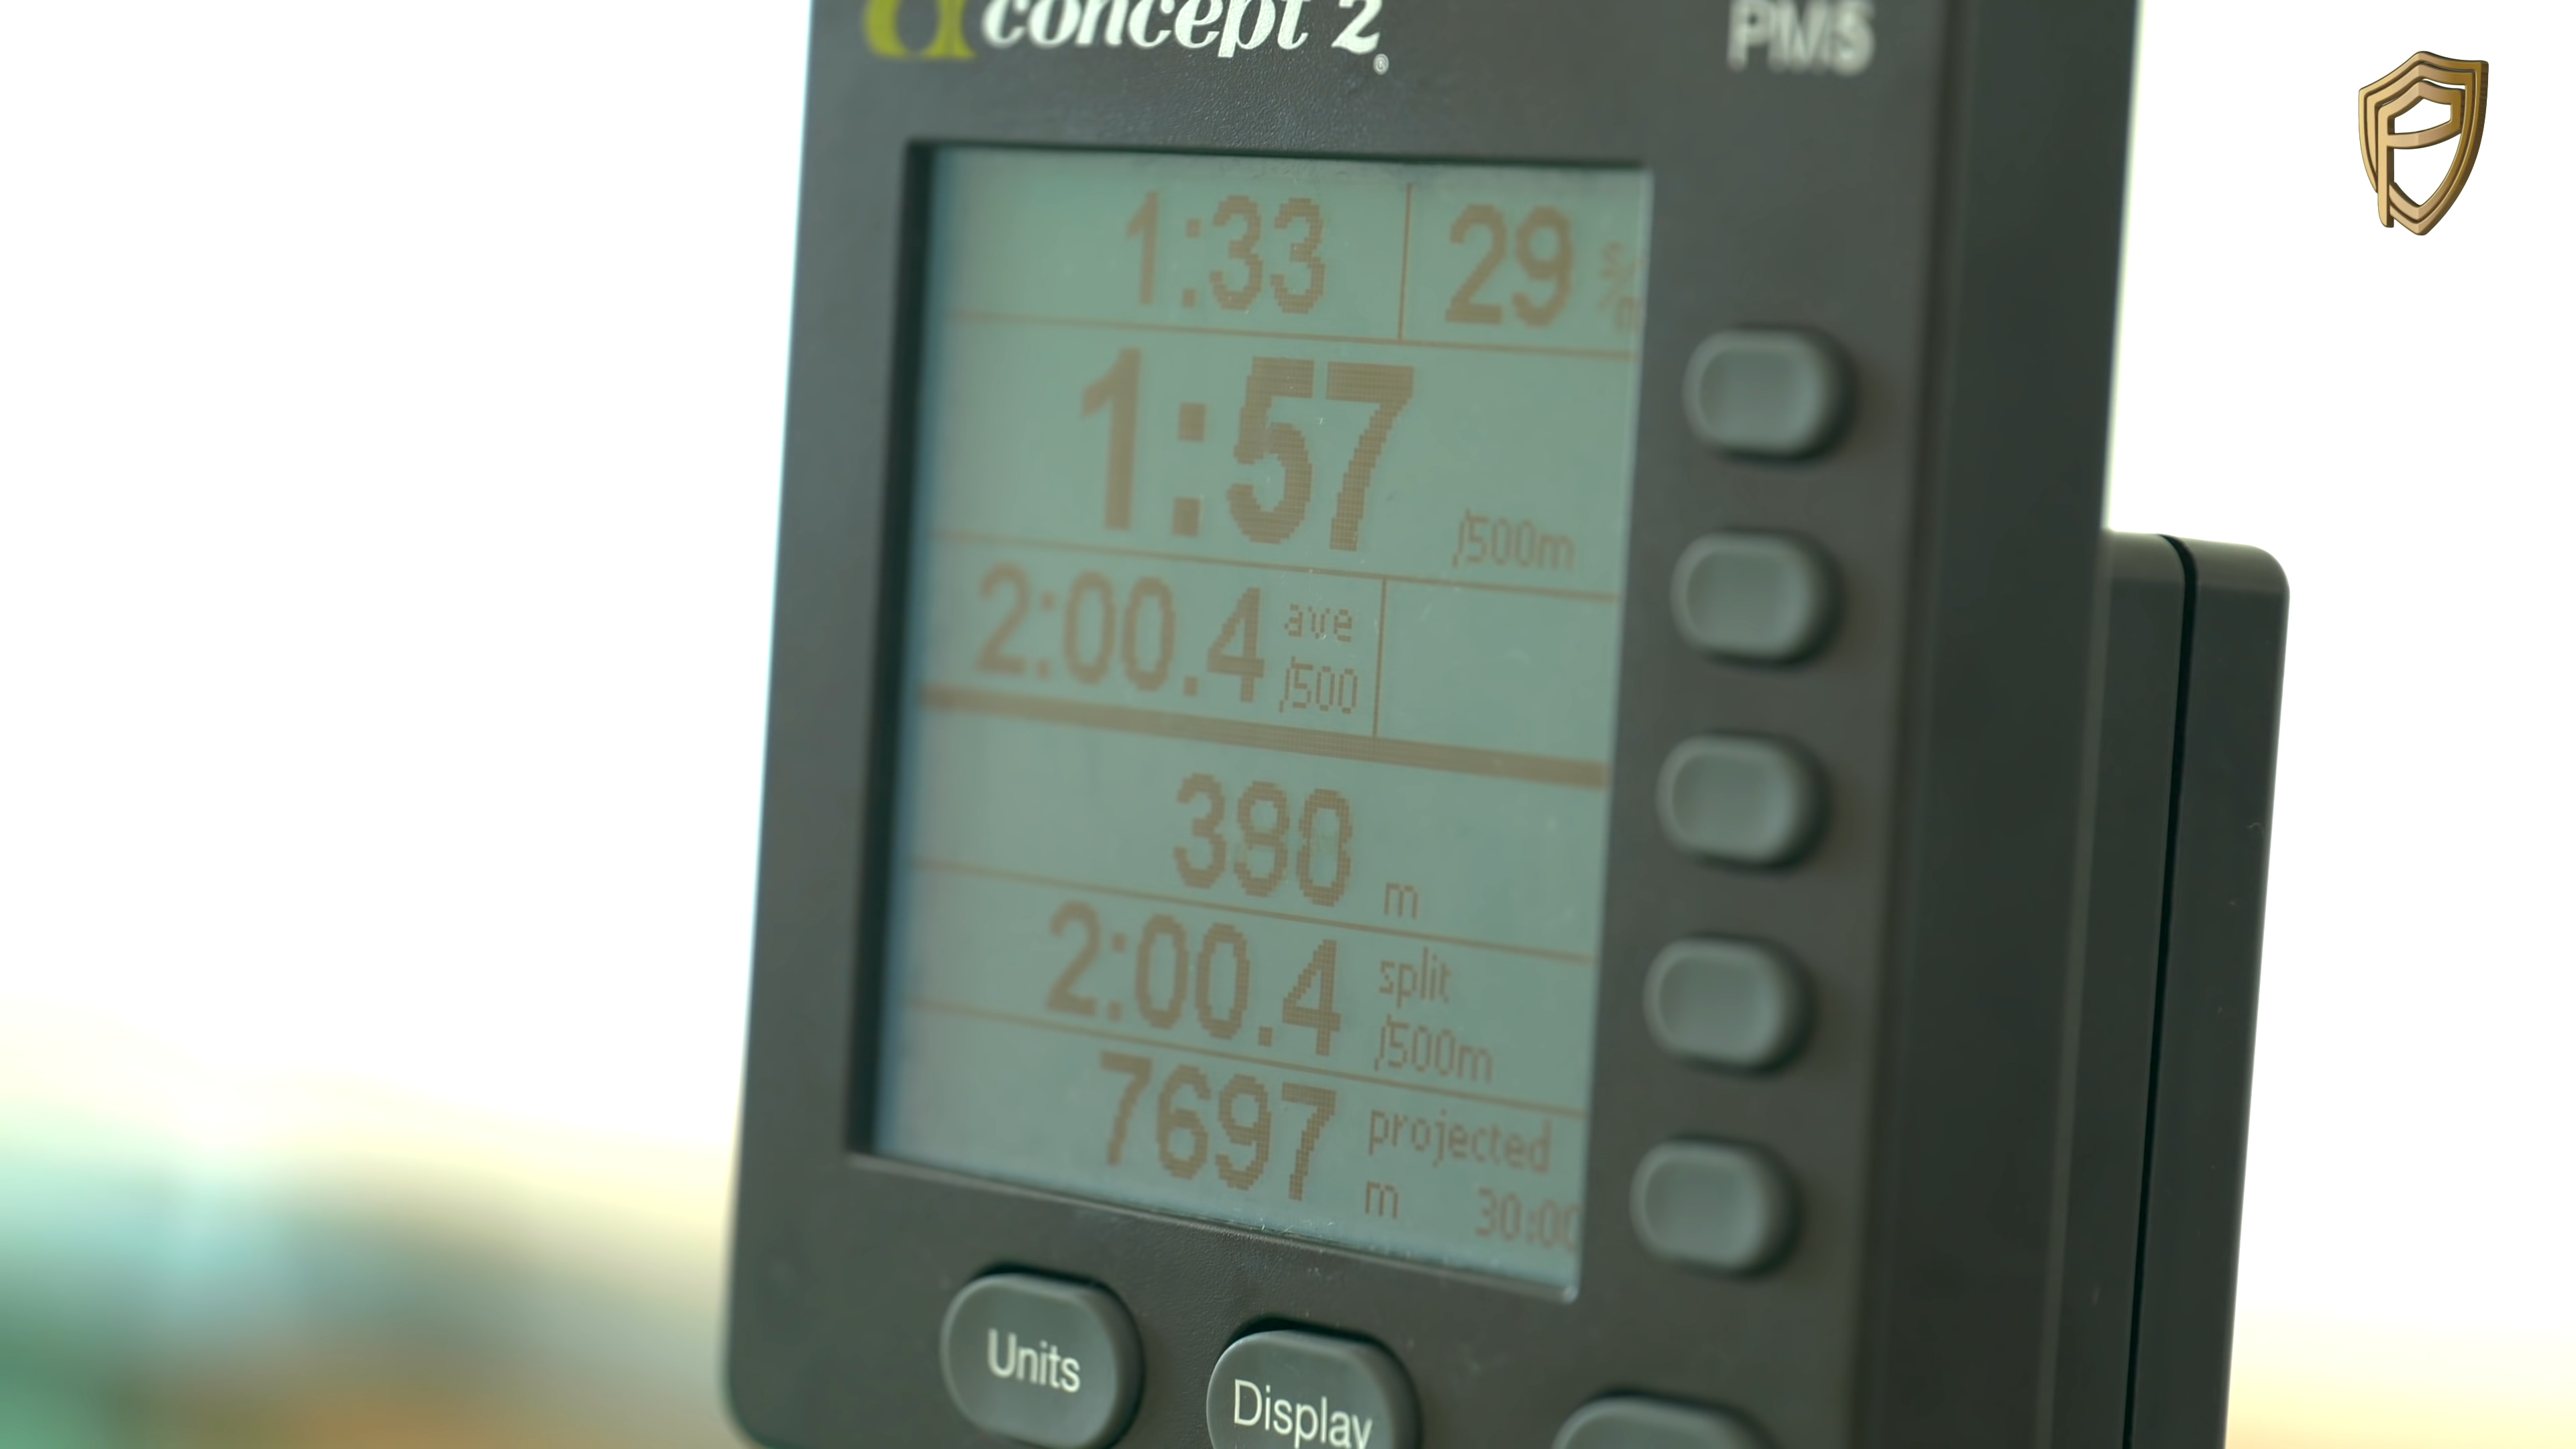 concept 2®
PM5
1:33
29 s/m
1:57 /500m
2:00.4 ave /500
m
2:00.4 split /500m
7697 m projected
30:00
Units
Display